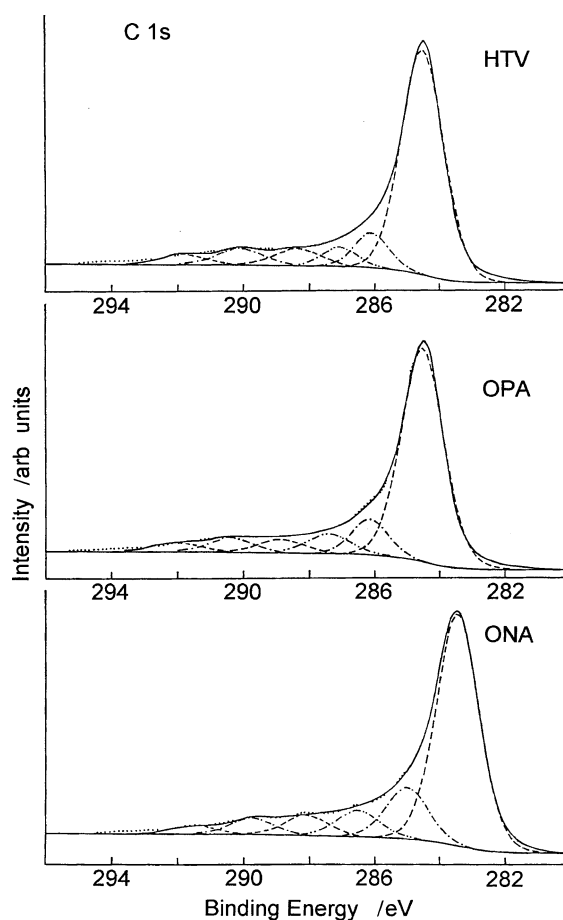 C 1s
HTV
294 290 286 282
OPA
294 290 286 282
Intensity /arb units
ONA
294 290 286 282
Binding Energy /eV